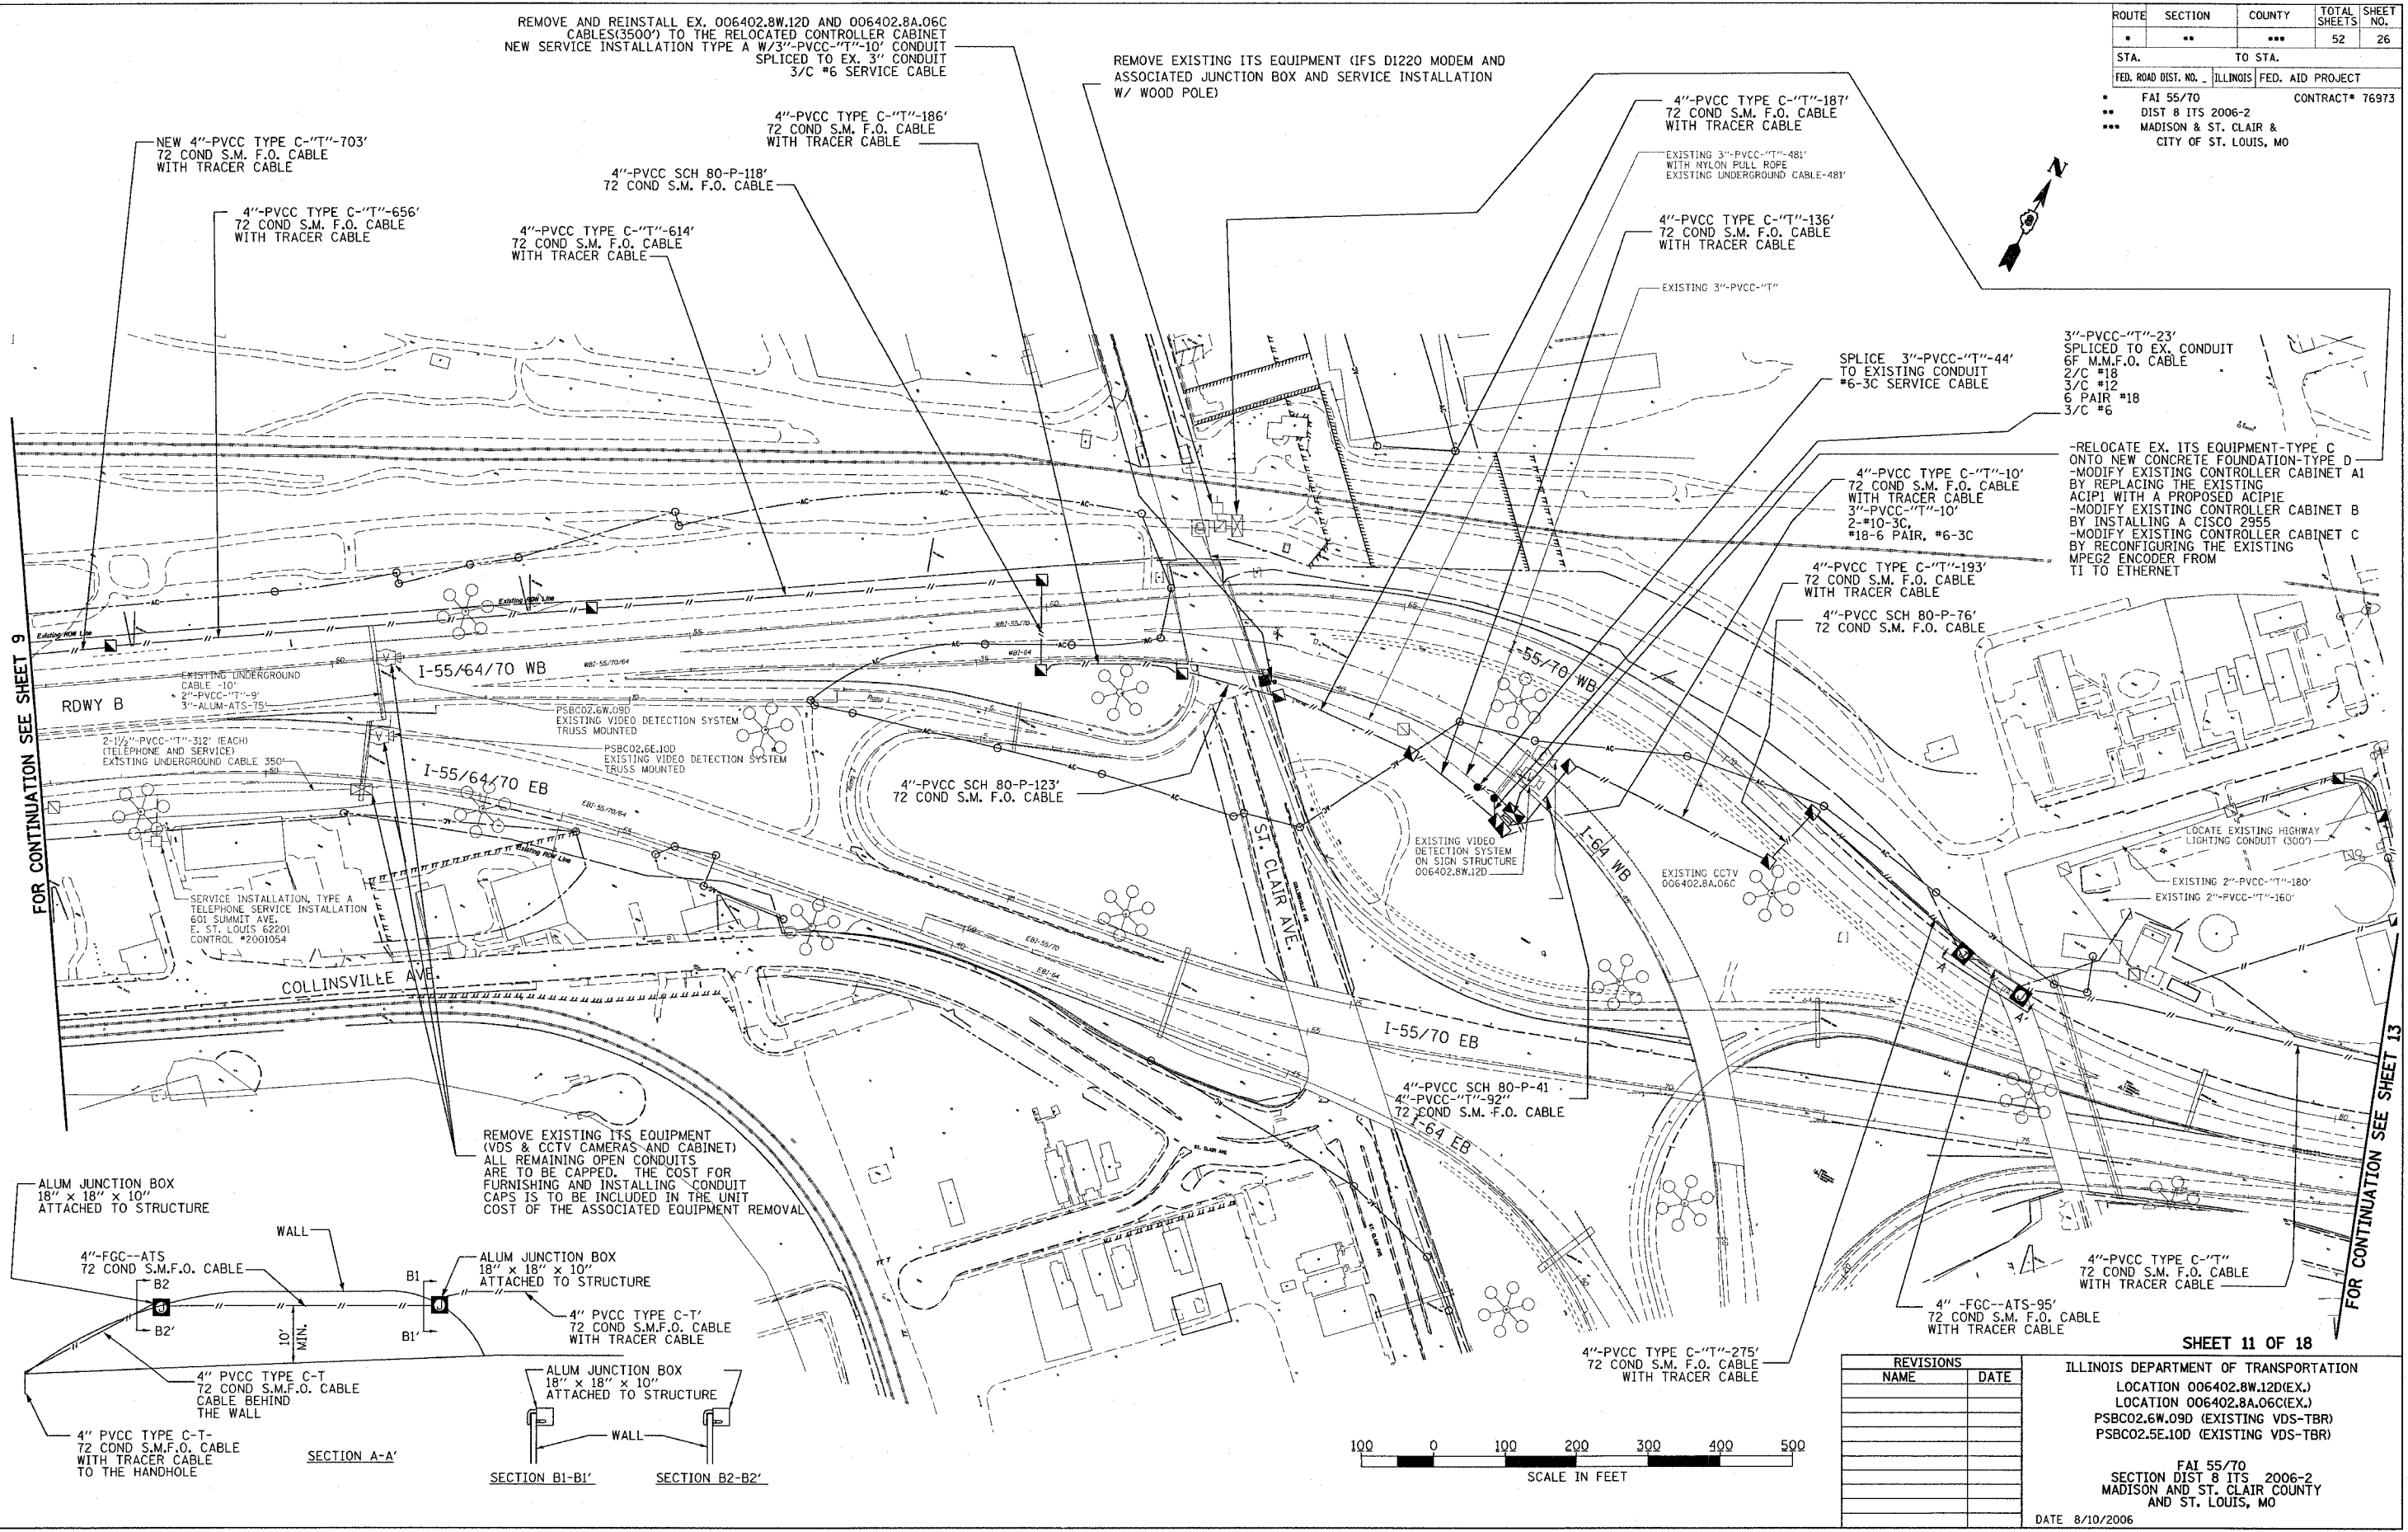 REMOVE AND REINSTALL EX. 006402.8W.12D AND 006402.8A.06C
CABLES(3500') TO THE RELOCATED CONTROLLER CABINET
NEW SERVICE INSTALLATION TYPE A W/3"-PVCC-"T"-10' CONDUIT
SPLICED TO EX. 3" CONDUIT
3/C #6 SERVICE CABLE
REMOVE EXISTING ITS EQUIPMENT (IFS D1220 MODEM AND
ASSOCIATED JUNCTION BOX AND SERVICE INSTALLATION
W/ WOOD POLE)
ROUTE SECTION COUNTY TOTAL SHEETS SHEET NO.
* ** *** 52 26
STA. TO STA.
FED. ROAD DIST. NO. _ ILLINOIS FED. AID PROJECT
* FAI 55/70 CONTRACT# 76973
** DIST 8 ITS 2006-2
*** MADISON & ST. CLAIR &
CITY OF ST. LOUIS, MO
N
NEW 4"-PVCC TYPE C-"T"-703'
72 COND S.M. F.O. CABLE
WITH TRACER CABLE
4"-PVCC TYPE C-"T"-656'
72 COND S.M. F.O. CABLE
WITH TRACER CABLE
4"-PVCC TYPE C-"T"-186'
72 COND S.M. F.O. CABLE
WITH TRACER CABLE
4"-PVCC SCH 80-P-118'
72 COND S.M. F.O. CABLE
4"-PVCC TYPE C-"T"-614'
72 COND S.M. F.O. CABLE
WITH TRACER CABLE
4"-PVCC TYPE C-"T"-187'
72 COND S.M. F.O. CABLE
WITH TRACER CABLE
EXISTING 3"-PVCC-"T"-481'
WITH NYLON PULL ROPE
EXISTING UNDERGROUND CABLE-481'
4"-PVCC TYPE C-"T"-136'
72 COND S.M. F.O. CABLE
WITH TRACER CABLE
EXISTING 3"-PVCC-"T"
SPLICE 3"-PVCC-"T"-44'
TO EXISTING CONDUIT
#6-3C SERVICE CABLE
3"-PVCC-"T"-23'
SPLICED TO EX. CONDUIT
6F M.M.F.O. CABLE
2/C #18
3/C #12
6 PAIR #18
3/C #6
-RELOCATE EX. ITS EQUIPMENT-TYPE C
ONTO NEW CONCRETE FOUNDATION-TYPE D
-MODIFY EXISTING CONTROLLER CABINET A1
BY REPLACING THE EXISTING
ACIP1 WITH A PROPOSED ACIP1E
-MODIFY EXISTING CONTROLLER CABINET B
BY INSTALLING A CISCO 2955
-MODIFY EXISTING CONTROLLER CABINET C
BY RECONFIGURING THE EXISTING
MPEG2 ENCODER FROM
T1 TO ETHERNET
4"-PVCC TYPE C-"T"-10'
72 COND S.M. F.O. CABLE
WITH TRACER CABLE
3"-PVCC-"T"-10'
2-#10-3C,
#18-6 PAIR, #6-3C
4"-PVCC TYPE C-"T"-193'
72 COND S.M. F.O. CABLE
WITH TRACER CABLE
4"-PVCC SCH 80-P-76'
72 COND S.M. F.O. CABLE
FOR CONTINUATION SEE SHEET 9
Existing ROW Line
Existing ROW Line
RDWY B
I-55/64/70 WB
WBI-55/70/64
WBI-55/70
WBI-64
Ramp 7
EXISTING UNDERGROUND
CABLE -10'
2"-PVCC-"T"-9'
3"-ALUM-ATS-75'
2-1½"-PVCC-"T"-312' (EACH)
(TELEPHONE AND SERVICE)
EXISTING UNDERGROUND CABLE 350'
PSBC02.6W.09D
EXISTING VIDEO DETECTION SYSTEM
TRUSS MOUNTED
PSBC02.6E.10D
EXISTING VIDEO DETECTION SYSTEM
TRUSS MOUNTED
I-55/64/70 EB
EBI-55/70/64
Existing ROW Line
4"-PVCC SCH 80-P-123'
72 COND S.M. F.O. CABLE
I-55/70 WB
I-64 WB
ST. CLAIR AVE.
EXISTING VIDEO
DETECTION SYSTEM
ON SIGN STRUCTURE
006402.8W.12D
EXISTING CCTV
006402.8A.06C
LOCATE EXISTING HIGHWAY
LIGHTING CONDUIT (300')
EXISTING 2"-PVCC-"T"-180'
EXISTING 2"-PVCC-"T"-160'
SERVICE INSTALLATION, TYPE A
TELEPHONE SERVICE INSTALLATION
601 SUMMIT AVE.
E. ST. LOUIS 62201
CONTROL #2001054
COLLINSVILLE AVE.
EBI-55/70
EBI-64
I-55/70 EB
I-64 EB
ST. CLAIR AVE
4"-PVCC SCH 80-P-41
4"-PVCC-"T"-92"
72 COND S.M. F.O. CABLE
A
A'
REMOVE EXISTING ITS EQUIPMENT
(VDS & CCTV CAMERAS AND CABINET)
ALL REMAINING OPEN CONDUITS
ARE TO BE CAPPED. THE COST FOR
FURNISHING AND INSTALLING CONDUIT
CAPS IS TO BE INCLUDED IN THE UNIT
COST OF THE ASSOCIATED EQUIPMENT REMOVAL
ALUM JUNCTION BOX
18" x 18" x 10"
ATTACHED TO STRUCTURE
WALL
4"-FGC--ATS
72 COND S.M.F.O. CABLE
B2
B2'
J
10' MIN.
B1
B1'
J
ALUM JUNCTION BOX
18" x 18" x 10"
ATTACHED TO STRUCTURE
4" PVCC TYPE C-T'
72 COND S.M.F.O. CABLE
WITH TRACER CABLE
4" PVCC TYPE C-T
72 COND S.M.F.O. CABLE
CABLE BEHIND
THE WALL
4" PVCC TYPE C-T-
72 COND S.M.F.O. CABLE
WITH TRACER CABLE
TO THE HANDHOLE
SECTION A-A'
ALUM JUNCTION BOX
18" x 18" x 10"
ATTACHED TO STRUCTURE
WALL
SECTION B1-B1'
SECTION B2-B2'
100 0 100 200 300 400 500
SCALE IN FEET
4"-PVCC TYPE C-"T"-275'
72 COND S.M. F.O. CABLE
WITH TRACER CABLE
4" -FGC--ATS-95'
72 COND S.M. F.O. CABLE
WITH TRACER CABLE
4"-PVCC TYPE C-"T"
72 COND S.M. F.O. CABLE
WITH TRACER CABLE
FOR CONTINUATION SEE SHEET 13
SHEET 11 OF 18
REVISIONS
NAME DATE
ILLINOIS DEPARTMENT OF TRANSPORTATION
LOCATION 006402.8W.12D(EX.)
LOCATION 006402.8A.06C(EX.)
PSBC02.6W.09D (EXISTING VDS-TBR)
PSBC02.5E.10D (EXISTING VDS-TBR)
FAI 55/70
SECTION DIST 8 ITS 2006-2
MADISON AND ST. CLAIR COUNTY
AND ST. LOUIS, MO
DATE 8/10/2006